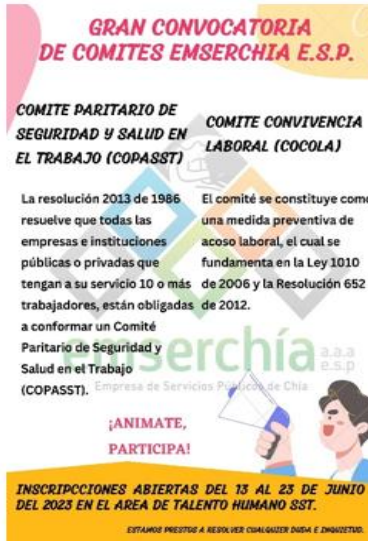 GRAN CONVOCATORIA
DE COMITES EMSERCHIA E.S.P.
COMITE PARITARIO DE
SEGURIDAD Y SALUD EN
EL TRABAJO (COPASST)
La resolución 2013 de 1986
resuelve que todas las
empresas e instituciones
públicas o privadas que
tengan a su servicio 10 o más
trabajadores, están obligadas
a conformar un Comité
Paritario de Seguridad y
Salud en el Trabajo
(COPASST).
COMITE CONVIVENCIA
LABORAL (COCOLA)
El comité se constituye como
una medida preventiva de
acoso laboral, el cual se
fundamenta en la Ley 1010
de 2006 y la Resolución 652
de 2012.
emserchía a.a.a
e.s.p
Empresa de Servicios Públicos de Chía
¡ANIMATE,
PARTICIPA!
INSCRIPCCIONES ABIERTAS DEL 13 AL 23 DE JUNIO
DEL 2023 EN EL AREA DE TALENTO HUMANO SST.
ESTAMOS PRESTOS A RESOLVER CUALQUIER DUDA E INQUIETUD.